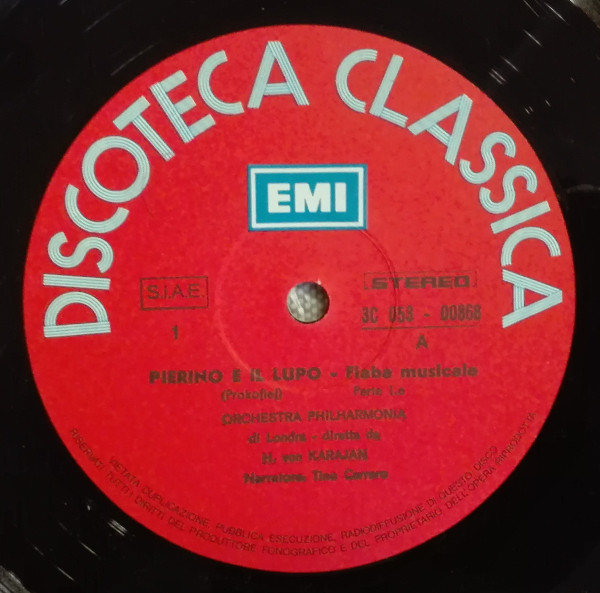 DISCOTECA CLASSICA
EMI
S.I.A.E.
STEREO
3C 053 - 00868
1
A
PIERINO E IL LUPO - Fiaba musicale
(Prokofief) Parte 1.a
ORCHESTRA PHILHARMONIA
di Londra - diretta da
H. von KARAJAN
Narratore: Tino Carraro
VIETATA DUPLICAZIONE, PUBBLICA ESECUZIONE, RADIODIFFUSIONE DI QUESTO DISCO
RISERVATI TUTTI I DIRITTI DEL PRODUTTORE FONOGRAFICO E DEL PROPRIETARIO DELL'OPERA RIPRODOTTA